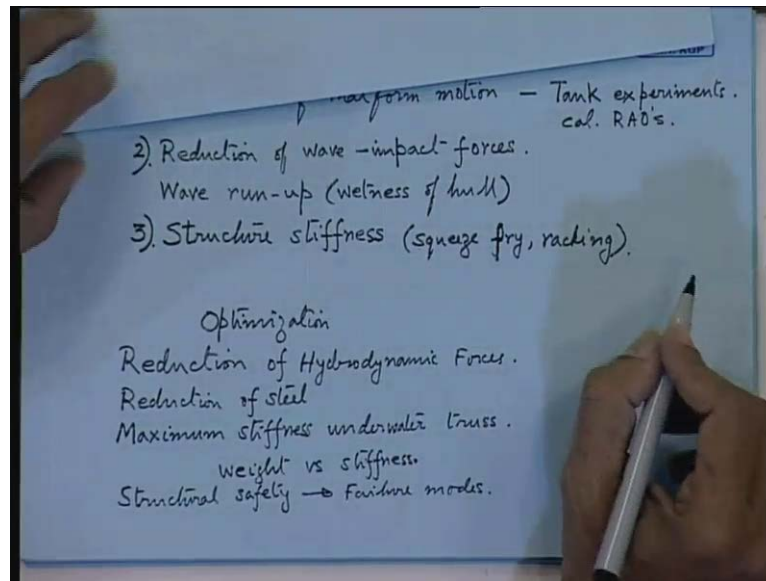 motion — Tank experiments.
cal. RAO's.
2). Reduction of wave-impact forces.
Wave run-up (wetness of hull)
3). Structure stiffness (squeeze pry, racking).
Optimization
Reduction of Hydrodynamic Forces.
Reduction of steel
Maximum stiffness underwater truss.
weight vs stiffness.
Structural safety → Failure modes.